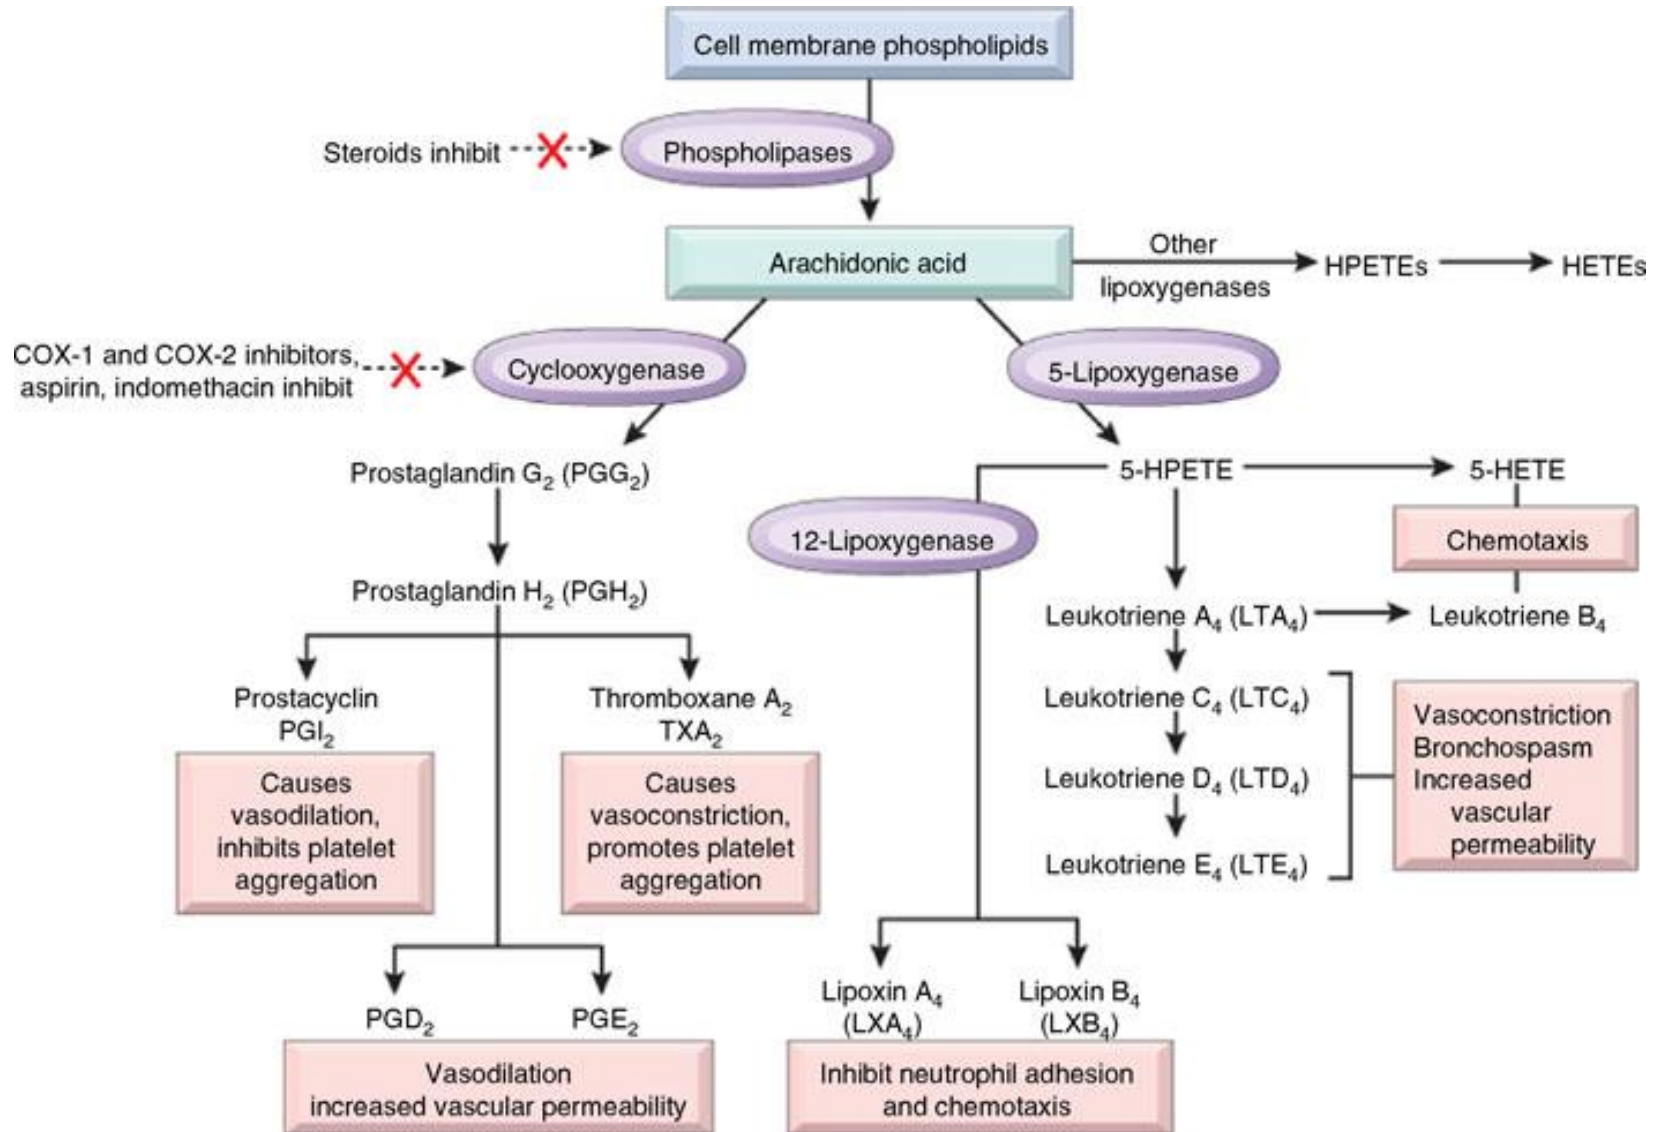 Cell membrane phospholipids
Steroids inhibit
Phospholipases
Arachidonic acid
Other
lipoxygenases
HPETEs
HETEs
COX-1 and COX-2 inhibitors,
aspirin, indomethacin inhibit
Cyclooxygenase
5-Lipoxygenase
Prostaglandin G₂ (PGG₂)
5-HPETE
5-HETE
12-Lipoxygenase
Chemotaxis
Prostaglandin H₂ (PGH₂)
Leukotriene A₄ (LTA₄)
Leukotriene B₄
Prostacyclin
PGI₂
Thromboxane A₂
TXA₂
Leukotriene C₄ (LTC₄)
Leukotriene D₄ (LTD₄)
Leukotriene E₄ (LTE₄)
Vasoconstriction
Bronchospasm
Increased
vascular
permeability
Causes
vasodilation,
inhibits platelet
aggregation
Causes
vasoconstriction,
promotes platelet
aggregation
PGD₂
PGE₂
Vasodilation
increased vascular permeability
Lipoxin A₄
(LXA₄)
Lipoxin B₄
(LXB₄)
Inhibit neutrophil adhesion
and chemotaxis